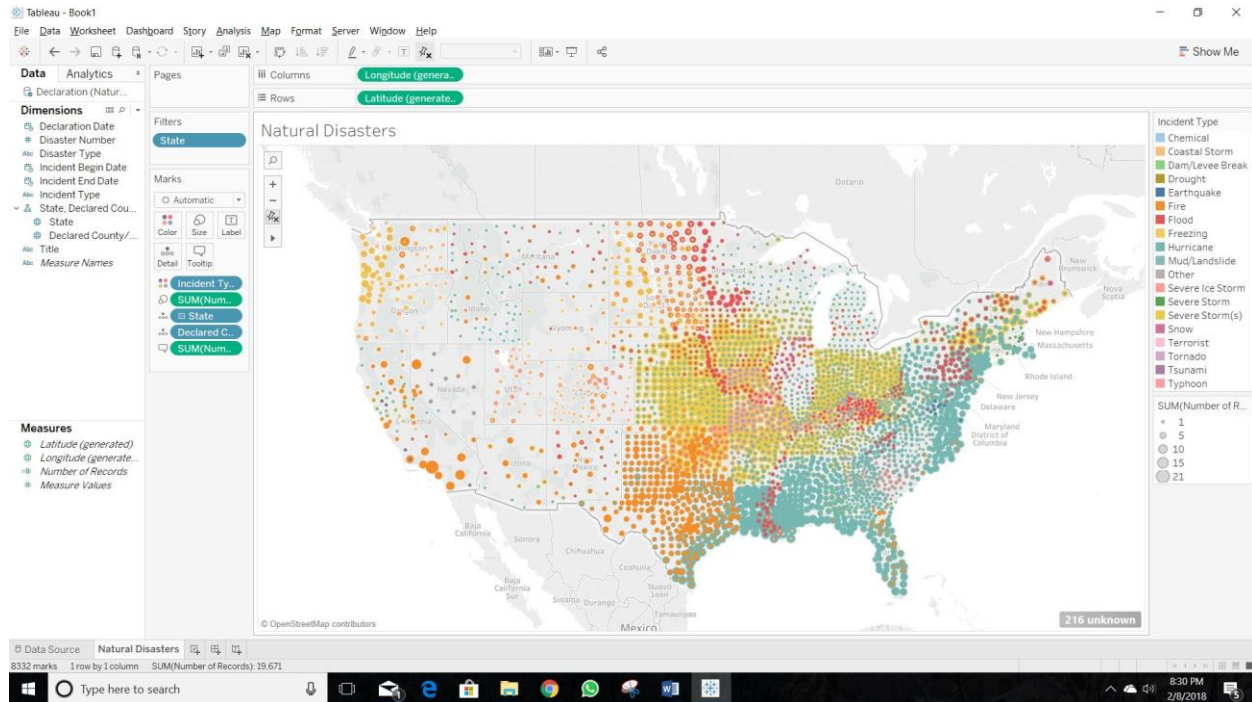 Tableau - Book1
File Data Worksheet Dashboard Story Analysis Map Format Server Window Help
Show Me
Data Analytics
Declaration (Natur...
Dimensions
Declaration Date
Disaster Number
Abc Disaster Type
Incident Begin Date
Incident End Date
Abc Incident Type
State, Declared Cou...
State
Declared County/...
Abc Title
Abc Measure Names
Measures
Latitude (generated)
Longitude (generate...
Number of Records
Measure Values
Pages
Filters
State
Marks
Automatic
Color Size Label
Detail Tooltip
Incident Ty..
SUM(Num..
State
Declared C..
SUM(Num..
Columns Longitude (genera..
Rows Latitude (generate..
Natural Disasters
Ontario
Washington
Montana
Minnesota
New Brunswick
Nova Scotia
Oregon
Idaho
Wyoming
New Hampshire
Massachusetts
Rhode Island
Nevada
Utah
New Jersey
Delaware
Maryland
District of Columbia
California
Arizona
New Mexico
Baja California
Sonora
Chihuahua
Coahuila
Baja California Sur
Sinaloa
Durango
Nuevo León
Tamaulipas
Mexico
© OpenStreetMap contributors
216 unknown
Incident Type
Chemical
Coastal Storm
Dam/Levee Break
Drought
Earthquake
Fire
Flood
Freezing
Hurricane
Mud/Landslide
Other
Severe Ice Storm
Severe Storm
Severe Storm(s)
Snow
Terrorist
Tornado
Tsunami
Typhoon
SUM(Number of R...
1
5
10
15
21
Data Source Natural Disasters
8332 marks 1 row by 1 column SUM(Number of Records): 19.671
Type here to search
8:30 PM
2/8/2018